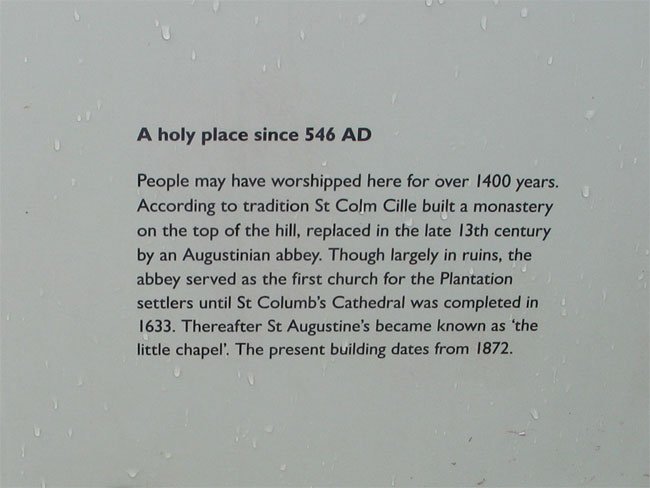 A holy place since 546 AD
People may have worshipped here for over 1400 years.
According to tradition St Colm Cille built a monastery
on the top of the hill, replaced in the late 13th century
by an Augustinian abbey. Though largely in ruins, the
abbey served as the first church for the Plantation
settlers until St Columb's Cathedral was completed in
1633. Thereafter St Augustine's became known as 'the
little chapel'. The present building dates from 1872.